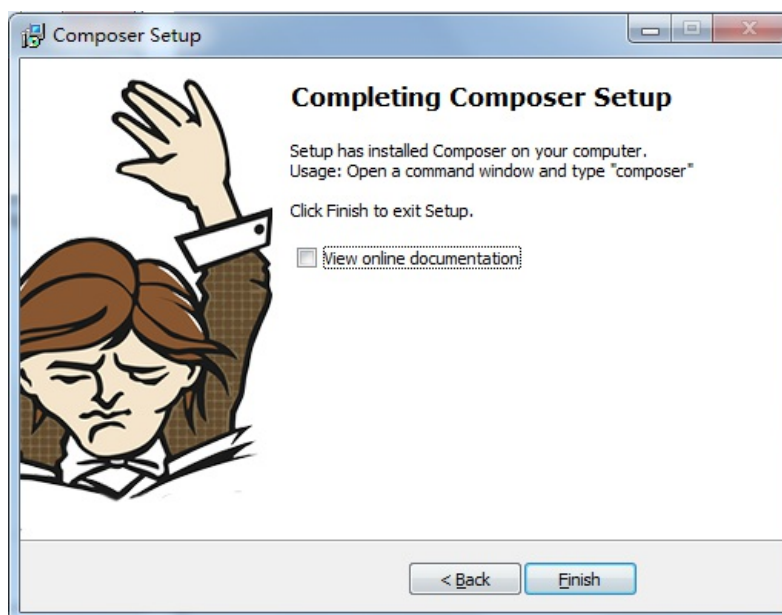 Composer Setup
Completing Composer Setup
Setup has installed Composer on your computer.
Usage: Open a command window and type "composer"
Click Finish to exit Setup.
View online documentation
< Back
Finish